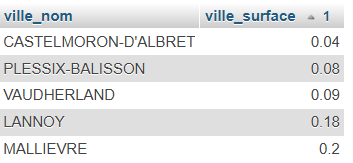 ville_nom ville_surface 1
CASTELMORON-D'ALBRET 0.04
PLESSIX-BALISSON 0.08
VAUDHERLAND 0.09
LANNOY 0.18
MALLIEVRE 0.2